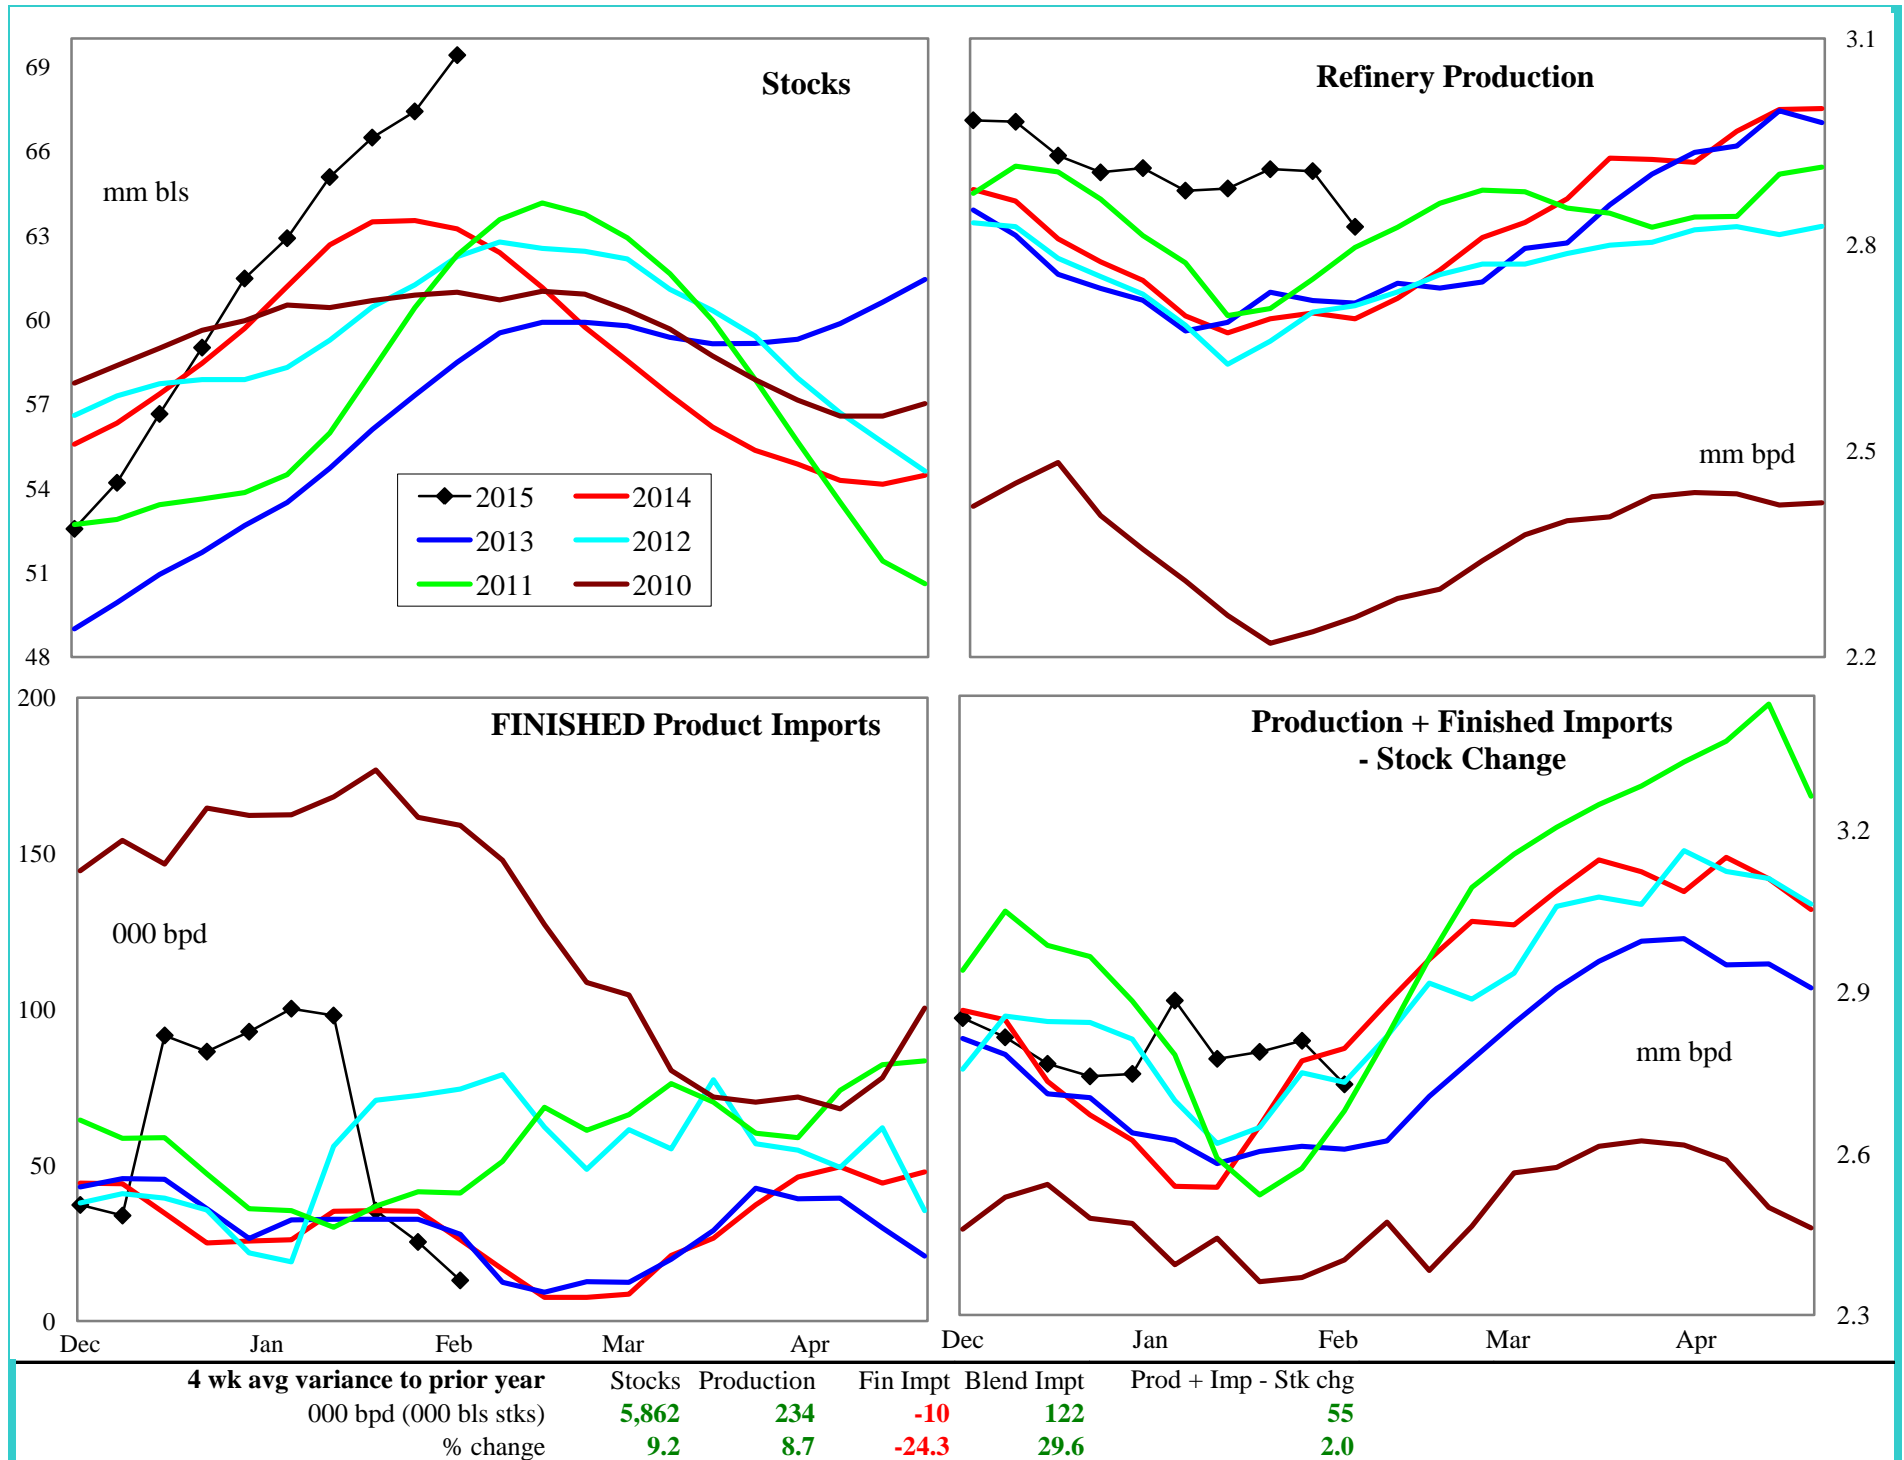 Stocks
69
66
63
60
57
54
51
48
mm bls
2015
2014
2013
2012
2011
2010
Refinery Production
3.1
2.8
2.5
2.2
mm bpd
FINISHED Product Imports
200
150
100
50
0
000 bpd
Dec Jan Feb Mar Apr
Production + Finished Imports
- Stock Change
3.2
2.9
2.6
2.3
mm bpd
Dec Jan Feb Mar Apr
4 wk avg variance to prior year Stocks Production Fin Impt Blend Impt Prod + Imp - Stk chg
000 bpd (000 bls stks) 5,862 234 -10 122 55
% change 9.2 8.7 -24.3 29.6 2.0